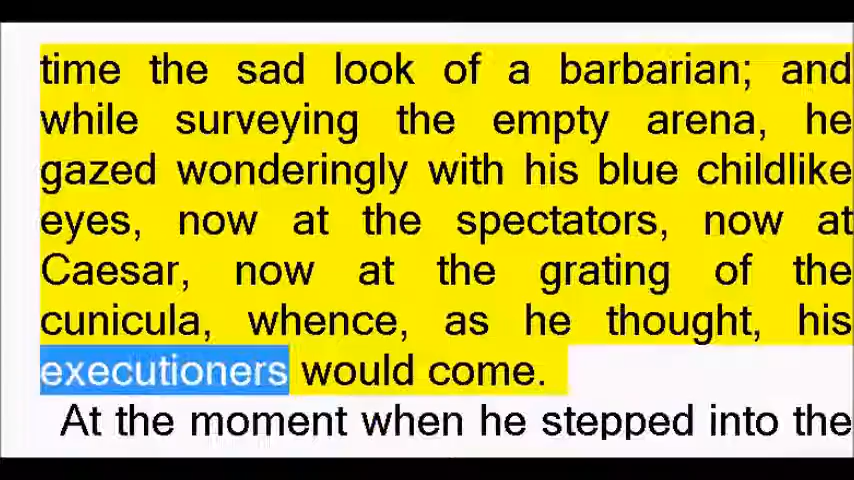 time the sad look of a barbarian; and
while surveying the empty arena, he
gazed wonderingly with his blue childlike
eyes, now at the spectators, now at
Caesar, now at the grating of the
cunicula, whence, as he thought, his
executioners would come.
At the moment when he stepped into the